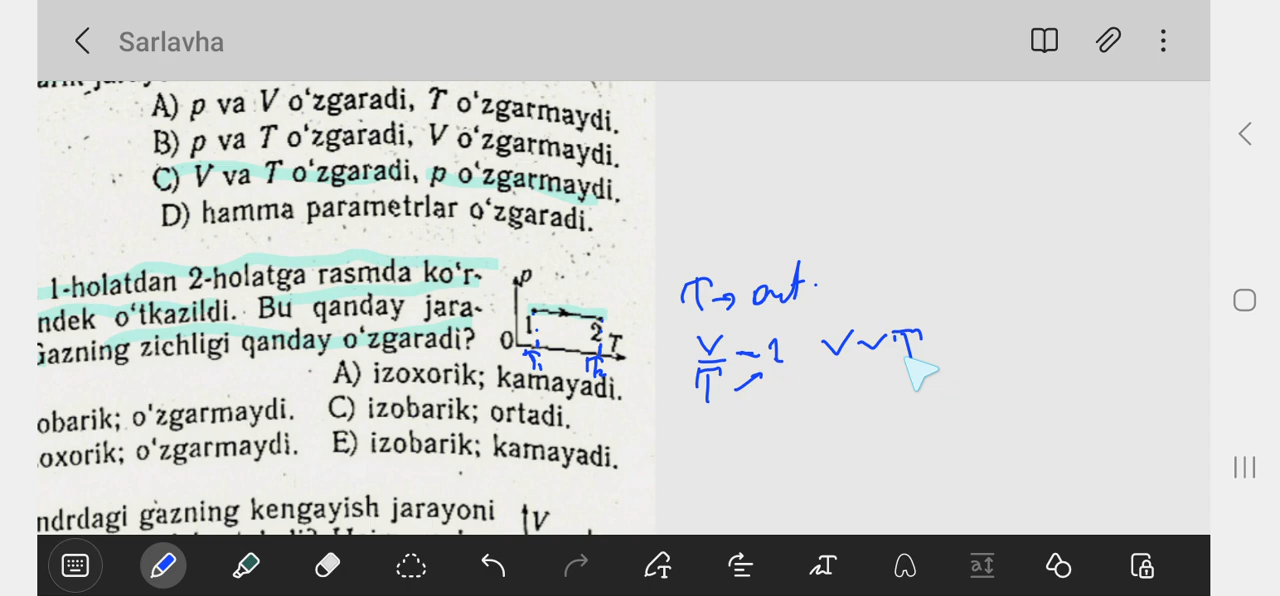 Sarlavha
A) p va V o‘zgaradi, T o‘zgarmaydi.
B) p va T o‘zgaradi, V o‘zgarmaydi.
C) V va T o‘zgaradi, p o‘zgarmaydi.
D) hamma parametrlar o‘zgaradi.
1-holatdan 2-holatga rasmda ko‘r-
ndek o‘tkazildi. Bu qanday jara-
gazning zichligi qanday o‘zgaradi?
p
1
2
0
T
T₁
A) izoxorik; kamayadi.
obarik; o'zgarmaydi. C) izobarik; ortadi.
oxorik; o'zgarmaydi. E) izobarik; kamayadi.
ndrdagi gazning kengayish jarayoni
V
T → ort.
V/T
V ~ T